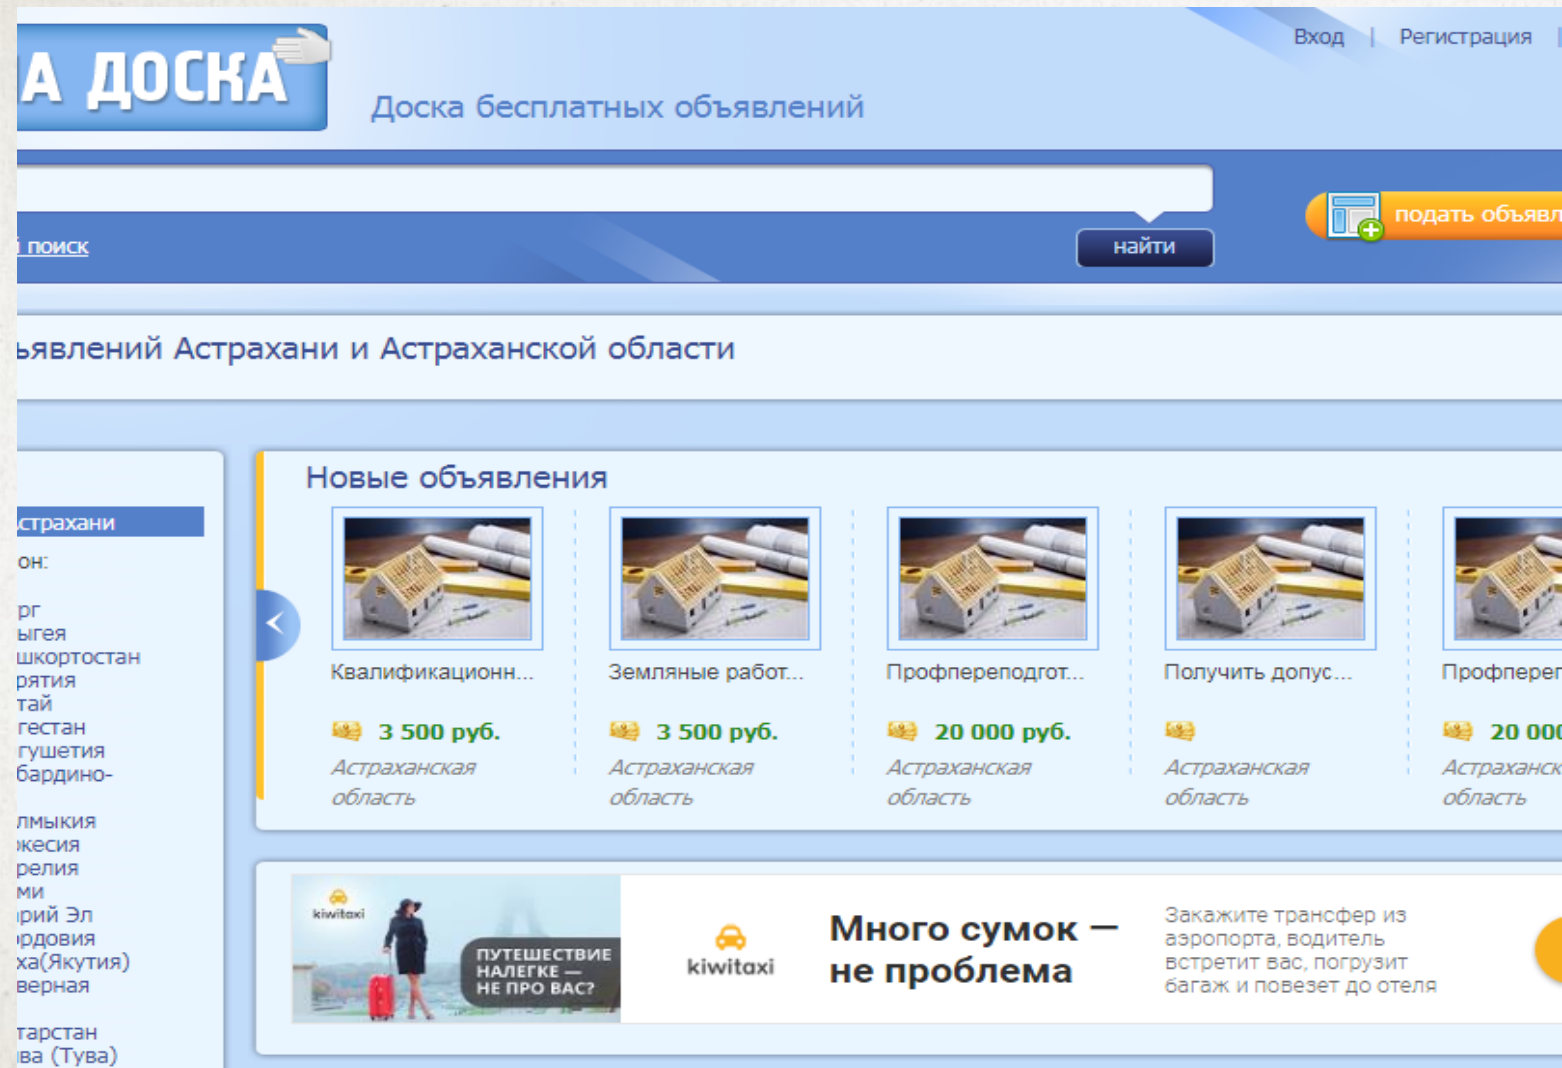 А ДОСКА
Доска бесплатных объявлений
Вход | Регистрация |
подать объявл
й поиск
найти
ъявлений Астрахани и Астраханской области
Новые объявления
Квалификационн...
3 500 руб.
Астраханская
область
Земляные работ...
3 500 руб.
Астраханская
область
Профпереподгот...
20 000 руб.
Астраханская
область
Получить допус...
Астраханская
область
Профпереп
20 000
Астраханск
область
страхани
он:
рг
ыгея
шкортостан
рятия
тай
гестан
гушетия
бардино-
лмыкия
ркесия
релия
ми
рий Эл
рдовия
ха(Якутия)
верная
тарстан
ва (Тува)
kiwitaxi
ПУТЕШЕСТВИЕ
НАЛЕГКЕ —
НЕ ПРО ВАС?
kiwitaxi
Много сумок —
не проблема
Закажите трансфер из
аэропорта, водитель
встретит вас, погрузит
багаж и повезет до отеля